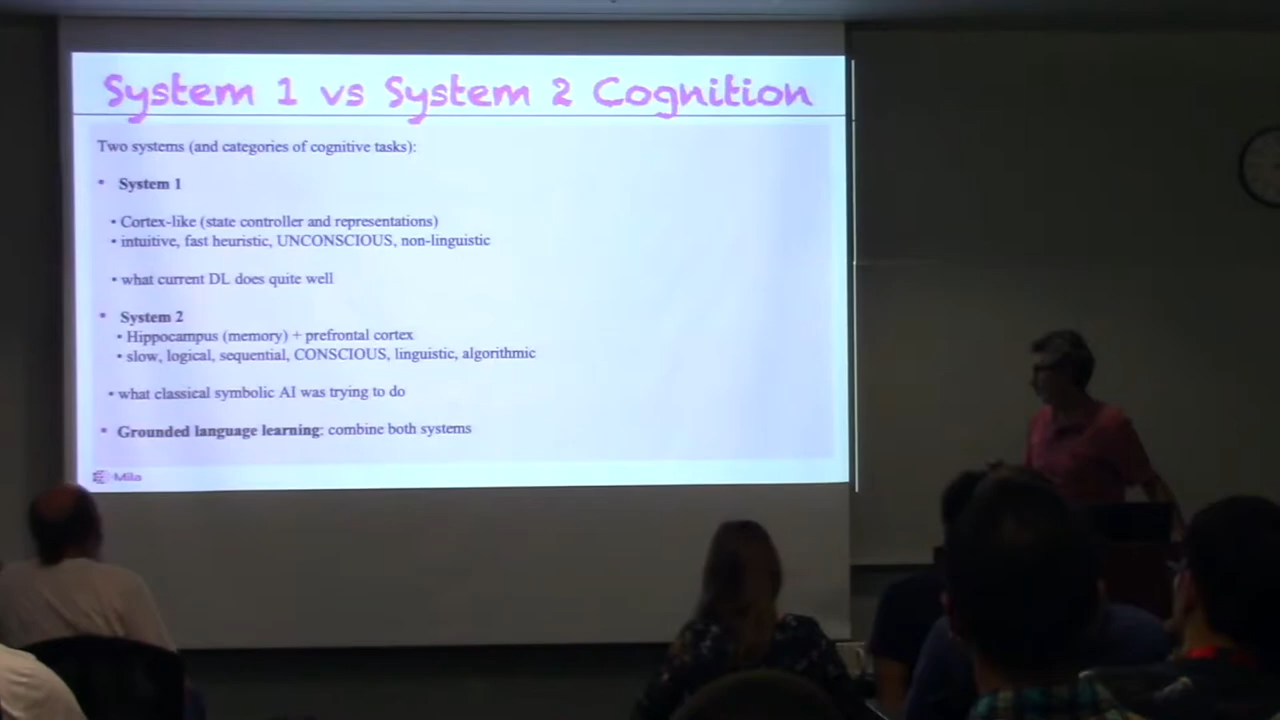 System 1 vs System 2 Cognition
Two systems (and categories of cognitive tasks):
• System 1
• Cortex-like (state controller and representations)
• intuitive, fast heuristic, UNCONSCIOUS, non-linguistic
• what current DL does quite well
• System 2
• Hippocampus (memory) + prefrontal cortex
• slow, logical, sequential, CONSCIOUS, linguistic, algorithmic
• what classical symbolic AI was trying to do
• Grounded language learning: combine both systems
Mila